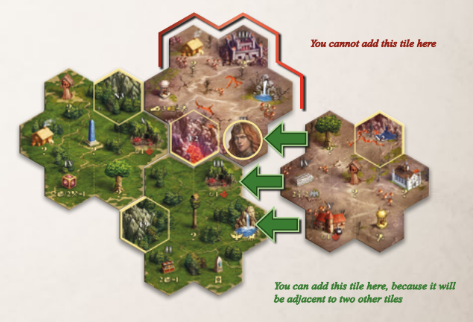 You cannot add this tile here
You can add this tile here, because it will
be adjacent to two other tiles